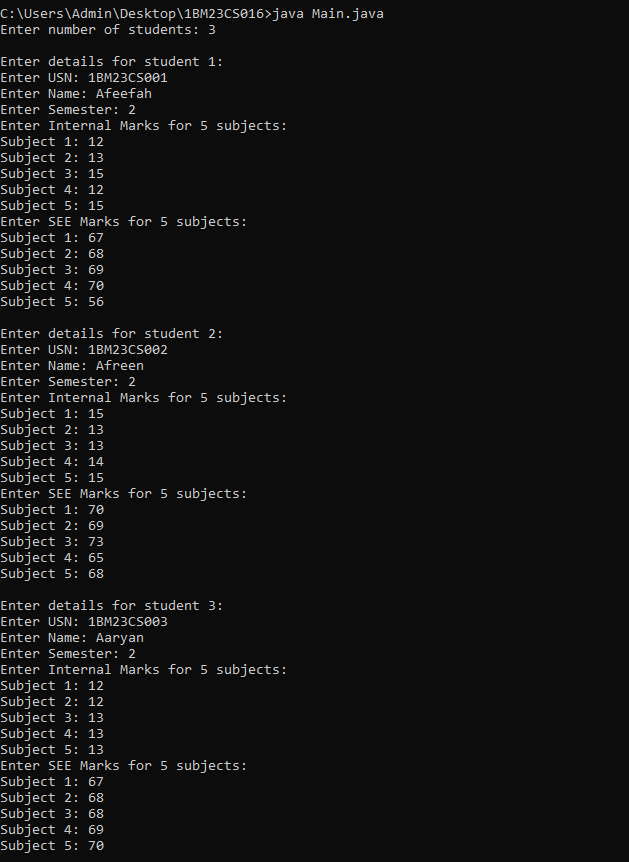 C:\Users\Admin\Desktop\1BM23CS016>java Main.java
Enter number of students: 3
Enter details for student 1:
Enter USN: 1BM23CS001
Enter Name: Afeefah
Enter Semester: 2
Enter Internal Marks for 5 subjects:
Subject 1: 12
Subject 2: 13
Subject 3: 15
Subject 4: 12
Subject 5: 15
Enter SEE Marks for 5 subjects:
Subject 1: 67
Subject 2: 68
Subject 3: 69
Subject 4: 70
Subject 5: 56
Enter details for student 2:
Enter USN: 1BM23CS002
Enter Name: Afreen
Enter Semester: 2
Enter Internal Marks for 5 subjects:
Subject 1: 15
Subject 2: 13
Subject 3: 13
Subject 4: 14
Subject 5: 15
Enter SEE Marks for 5 subjects:
Subject 1: 70
Subject 2: 69
Subject 3: 73
Subject 4: 65
Subject 5: 68
Enter details for student 3:
Enter USN: 1BM23CS003
Enter Name: Aaryan
Enter Semester: 2
Enter Internal Marks for 5 subjects:
Subject 1: 12
Subject 2: 12
Subject 3: 13
Subject 4: 13
Subject 5: 13
Enter SEE Marks for 5 subjects:
Subject 1: 67
Subject 2: 68
Subject 3: 68
Subject 4: 69
Subject 5: 70